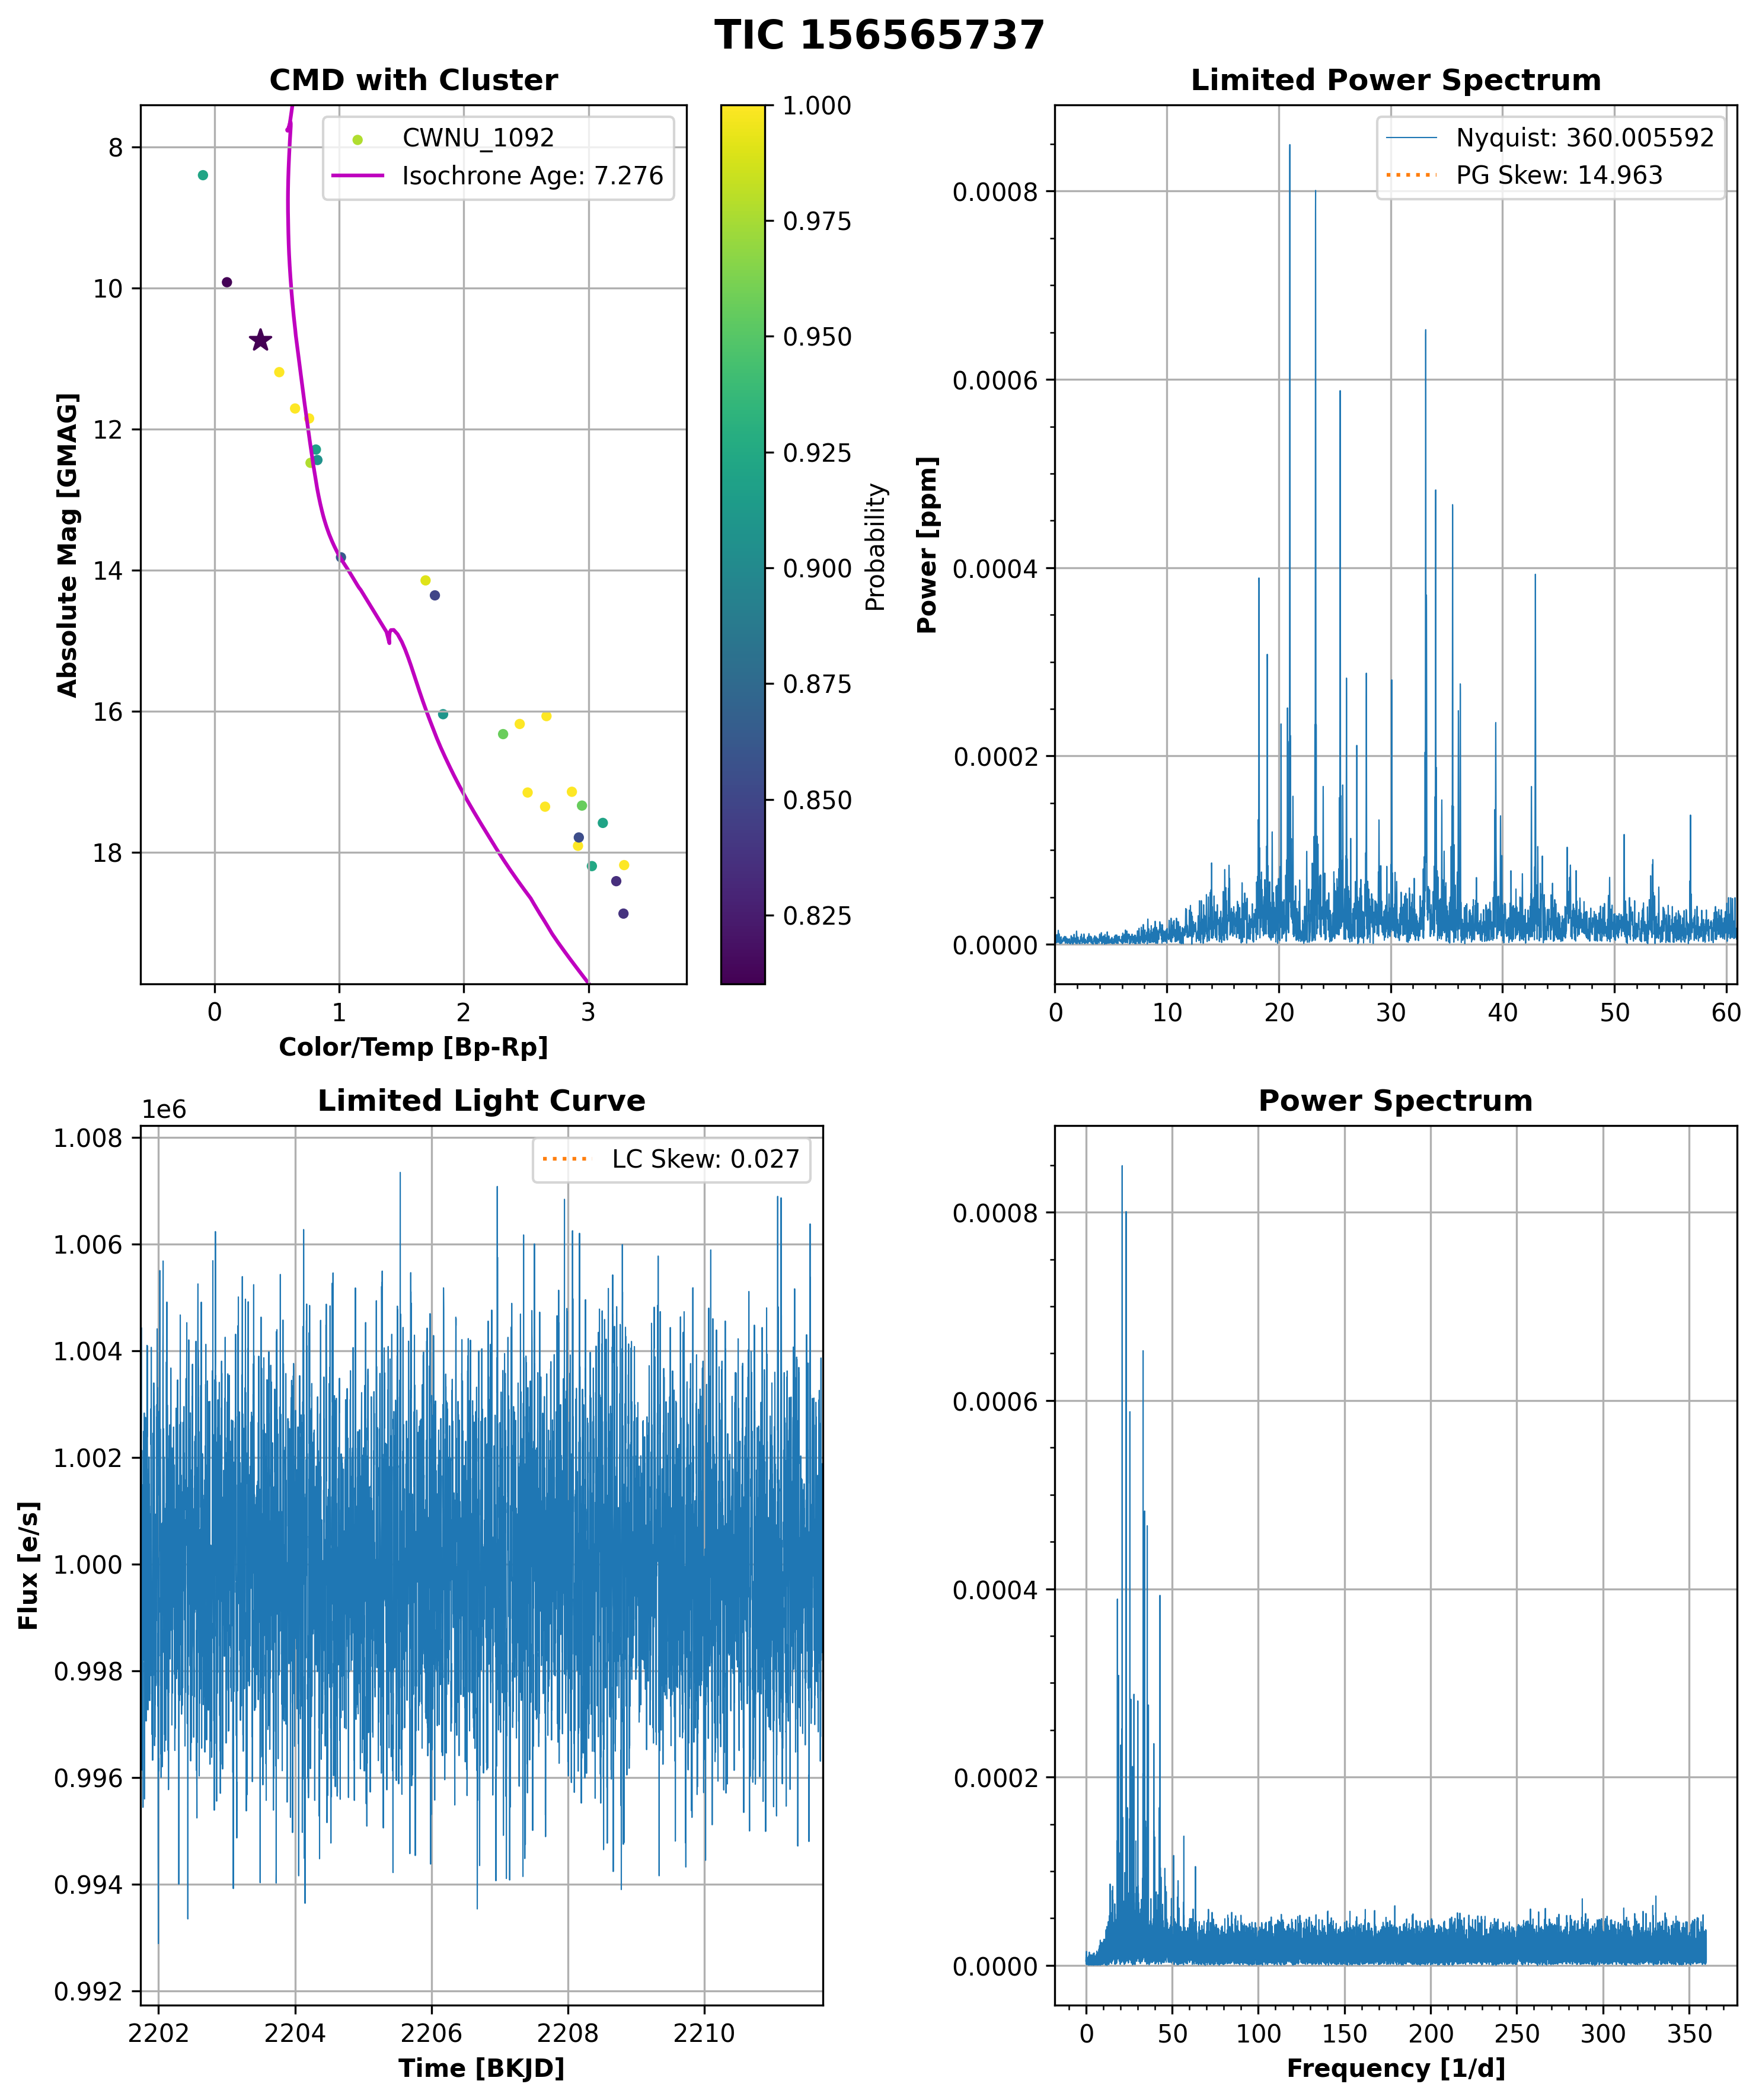 TIC 156565737
CMD with Cluster
CWNU_1092
Isochrone Age: 7.276
8
10
12
14
16
18
Absolute Mag [GMAG]
0 1 2 3
Color/Temp [Bp-Rp]
1.000
0.975
0.950
0.925
0.900
0.875
0.850
0.825
Probability
Limited Power Spectrum
Nyquist: 360.005592
PG Skew: 14.963
0.0008
0.0006
0.0004
0.0002
0.0000
Power [ppm]
0 10 20 30 40 50 60
Limited Light Curve
1e6
LC Skew: 0.027
1.008
1.006
1.004
1.002
1.000
0.998
0.996
0.994
0.992
Flux [e/s]
2202 2204 2206 2208 2210
Time [BKJD]
Power Spectrum
0.0008
0.0006
0.0004
0.0002
0.0000
0 50 100 150 200 250 300 350
Frequency [1/d]